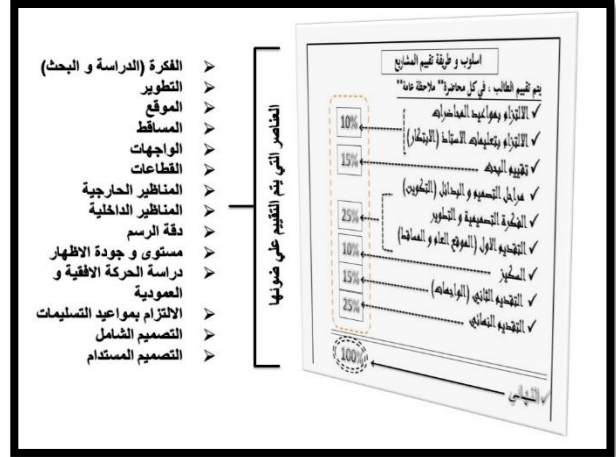 اسلوب و طريقة تقييم المشاريع
يتم تقييم الطالب : في كل محاضرة** ملاحظة عامة**
✓ الالتزام بمواعيد المحاضرات
✓ الالتزام بتعليمات الاستاذ (الابتكار)
10%
✓ تقييم البحث
15%
✓ مراحل التصميم و البدائل (التكوين)
✓ الفكرة التصميمية و التطوير
✓ التقديم الاول (الموقع العام و المساقط)
25%
✓ السكيز
10%
✓ التقديم الثاني (الواجهات)
15%
✓ التقديم النهائي
25%
✓ النهائي
100%
العناصر التي يتم التقييم علي ضوئها
الفكرة (الدراسة و البحث)
التطوير
الموقع
المساقط
الواجهات
القطاعات
المناظير الخارجية
المناظير الداخلية
دقة الرسم
مستوى و جودة الاظهار
دراسة الحركة الافقية و
العمودية
الالتزام بمواعيد التسليمات
التصميم الشامل
التصميم المستدام